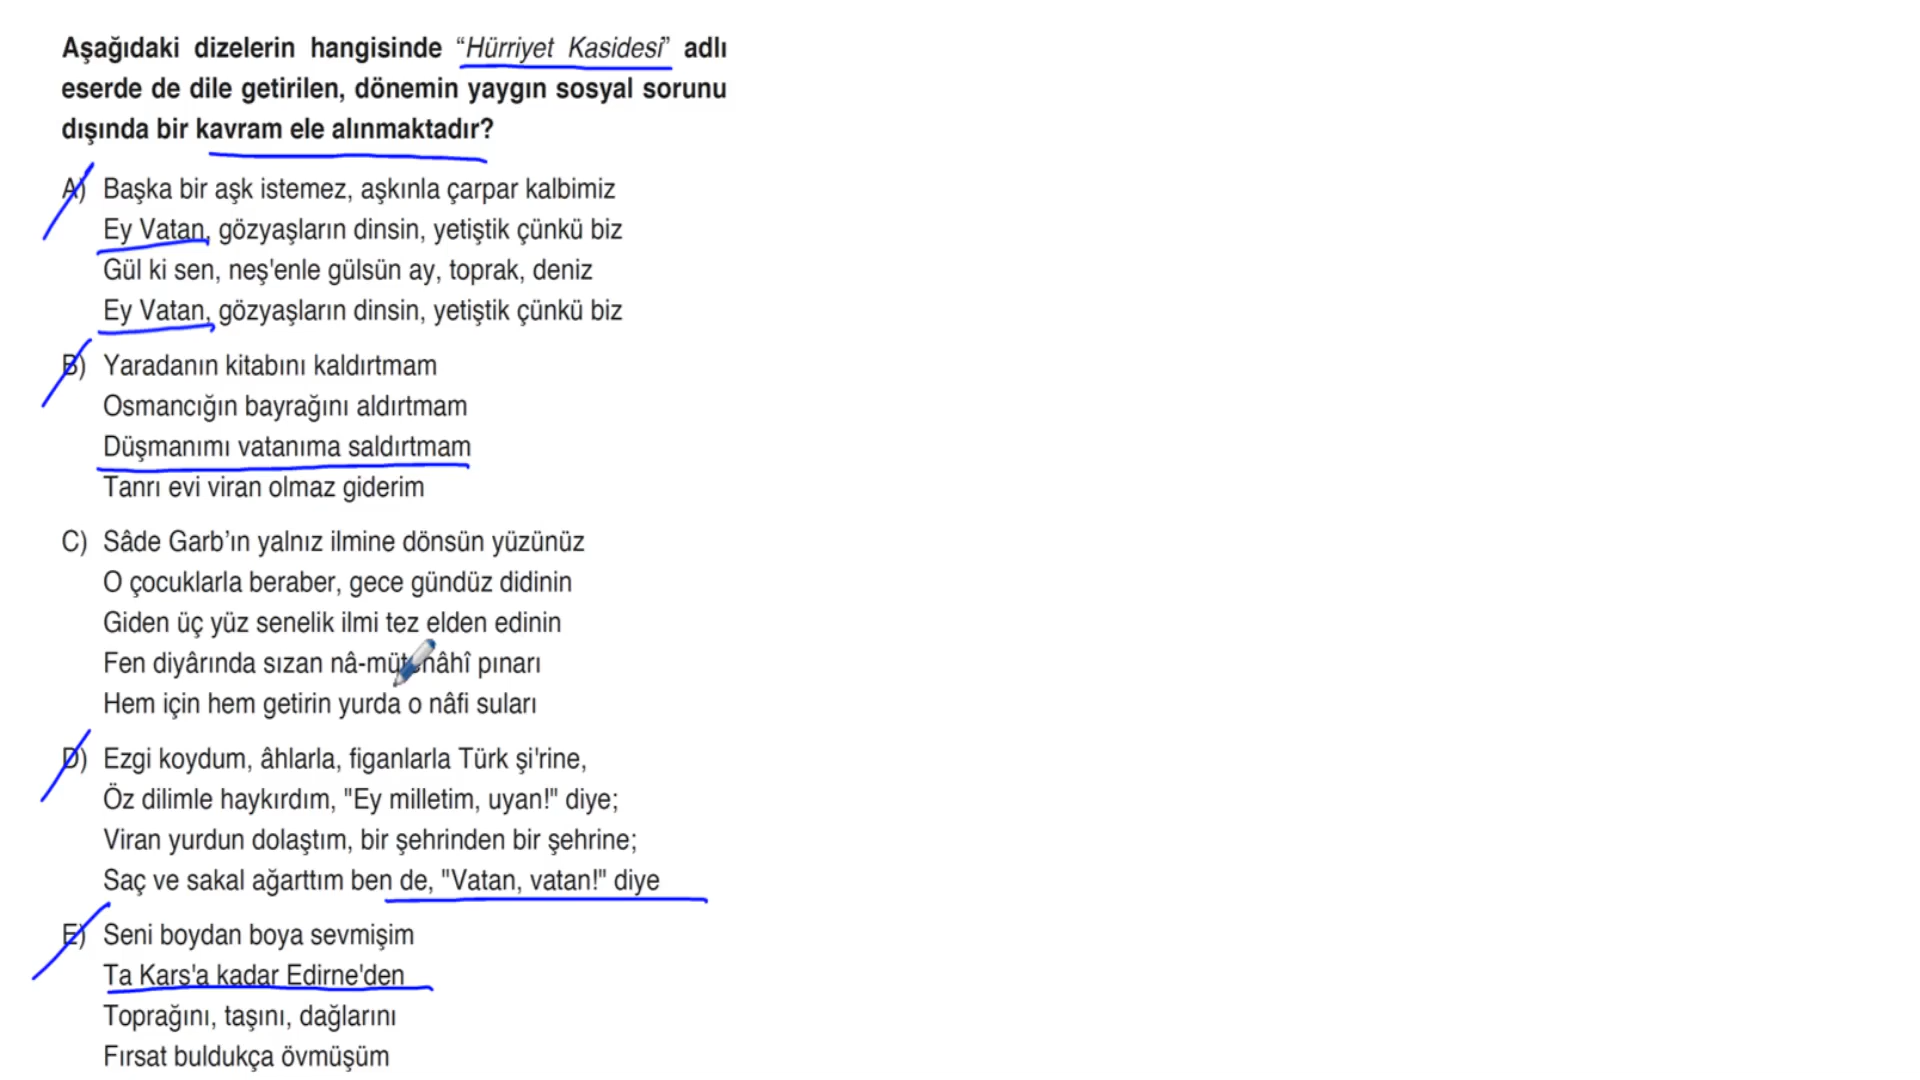 Aşağıdaki dizelerin hangisinde “Hürriyet Kasidesi” adlı
eserde de dile getirilen, dönemin yaygın sosyal sorunu
dışında bir kavram ele alınmaktadır?
A) Başka bir aşk istemez, aşkınla çarpar kalbimiz
Ey Vatan, gözyaşların dinsin, yetiştik çünkü biz
Gül ki sen, neş'enle gülsün ay, toprak, deniz
Ey Vatan, gözyaşların dinsin, yetiştik çünkü biz
B) Yaradanın kitabını kaldırtmam
Osmancığın bayrağını aldırtmam
Düşmanımı vatanıma saldırtmam
Tanrı evi viran olmaz giderim
C) Sâde Garb’ın yalnız ilmine dönsün yüzünüz
O çocuklarla beraber, gece gündüz didinin
Giden üç yüz senelik ilmi tez elden edinin
Fen diyârında sızan nâ-mütenâhî pınarı
Hem için hem getirin yurda o nâfi suları
D) Ezgi koydum, âhlarla, figanlarla Türk şi'rine,
Öz dilimle haykırdım, "Ey milletim, uyan!" diye;
Viran yurdun dolaştım, bir şehrinden bir şehrine;
Saç ve sakal ağarttım ben de, "Vatan, vatan!" diye
E) Seni boydan boya sevmişim
Ta Kars'a kadar Edirne'den
Toprağını, taşını, dağlarını
Fırsat buldukça övmüşüm